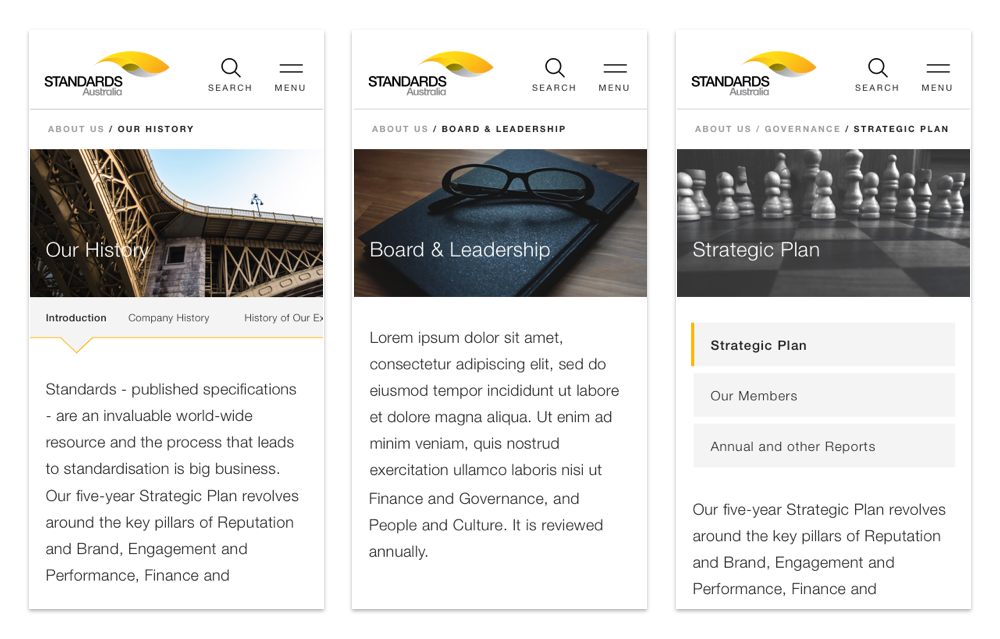 STANDARDS
Australia
SEARCH
MENU
ABOUT US / OUR HISTORY
Our History
Introduction
Company History
History of Our Ex
Standards - published specifications
- are an invaluable world-wide
resource and the process that leads
to standardisation is big business.
Our five-year Strategic Plan revolves
around the key pillars of Reputation
and Brand, Engagement and
Performance, Finance and
STANDARDS
Australia
SEARCH
MENU
ABOUT US / BOARD & LEADERSHIP
Board & Leadership
Lorem ipsum dolor sit amet,
consectetur adipiscing elit, sed do
eiusmod tempor incididunt ut labore
et dolore magna aliqua. Ut enim ad
minim veniam, quis nostrud
exercitation ullamco laboris nisi ut
Finance and Governance, and
People and Culture. It is reviewed
annually.
STANDARDS
Australia
SEARCH
MENU
ABOUT US / GOVERNANCE / STRATEGIC PLAN
Strategic Plan
Strategic Plan
Our Members
Annual and other Reports
Our five-year Strategic Plan revolves
around the key pillars of Reputation
and Brand, Engagement and
Performance, Finance and